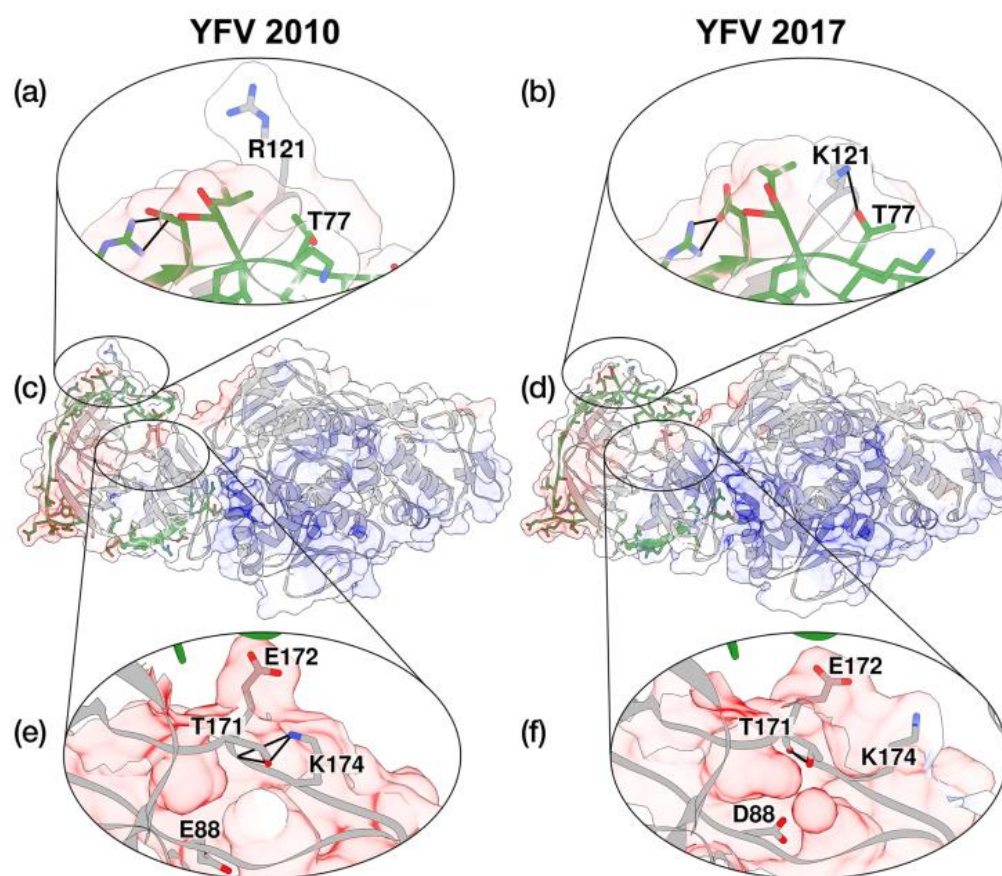 YFV 2010
YFV 2017
(a)
R121
T77
(b)
K121
T77
(c)
(d)
(e)
E172
T171
K174
E88
(f)
E172
T171
K174
D88